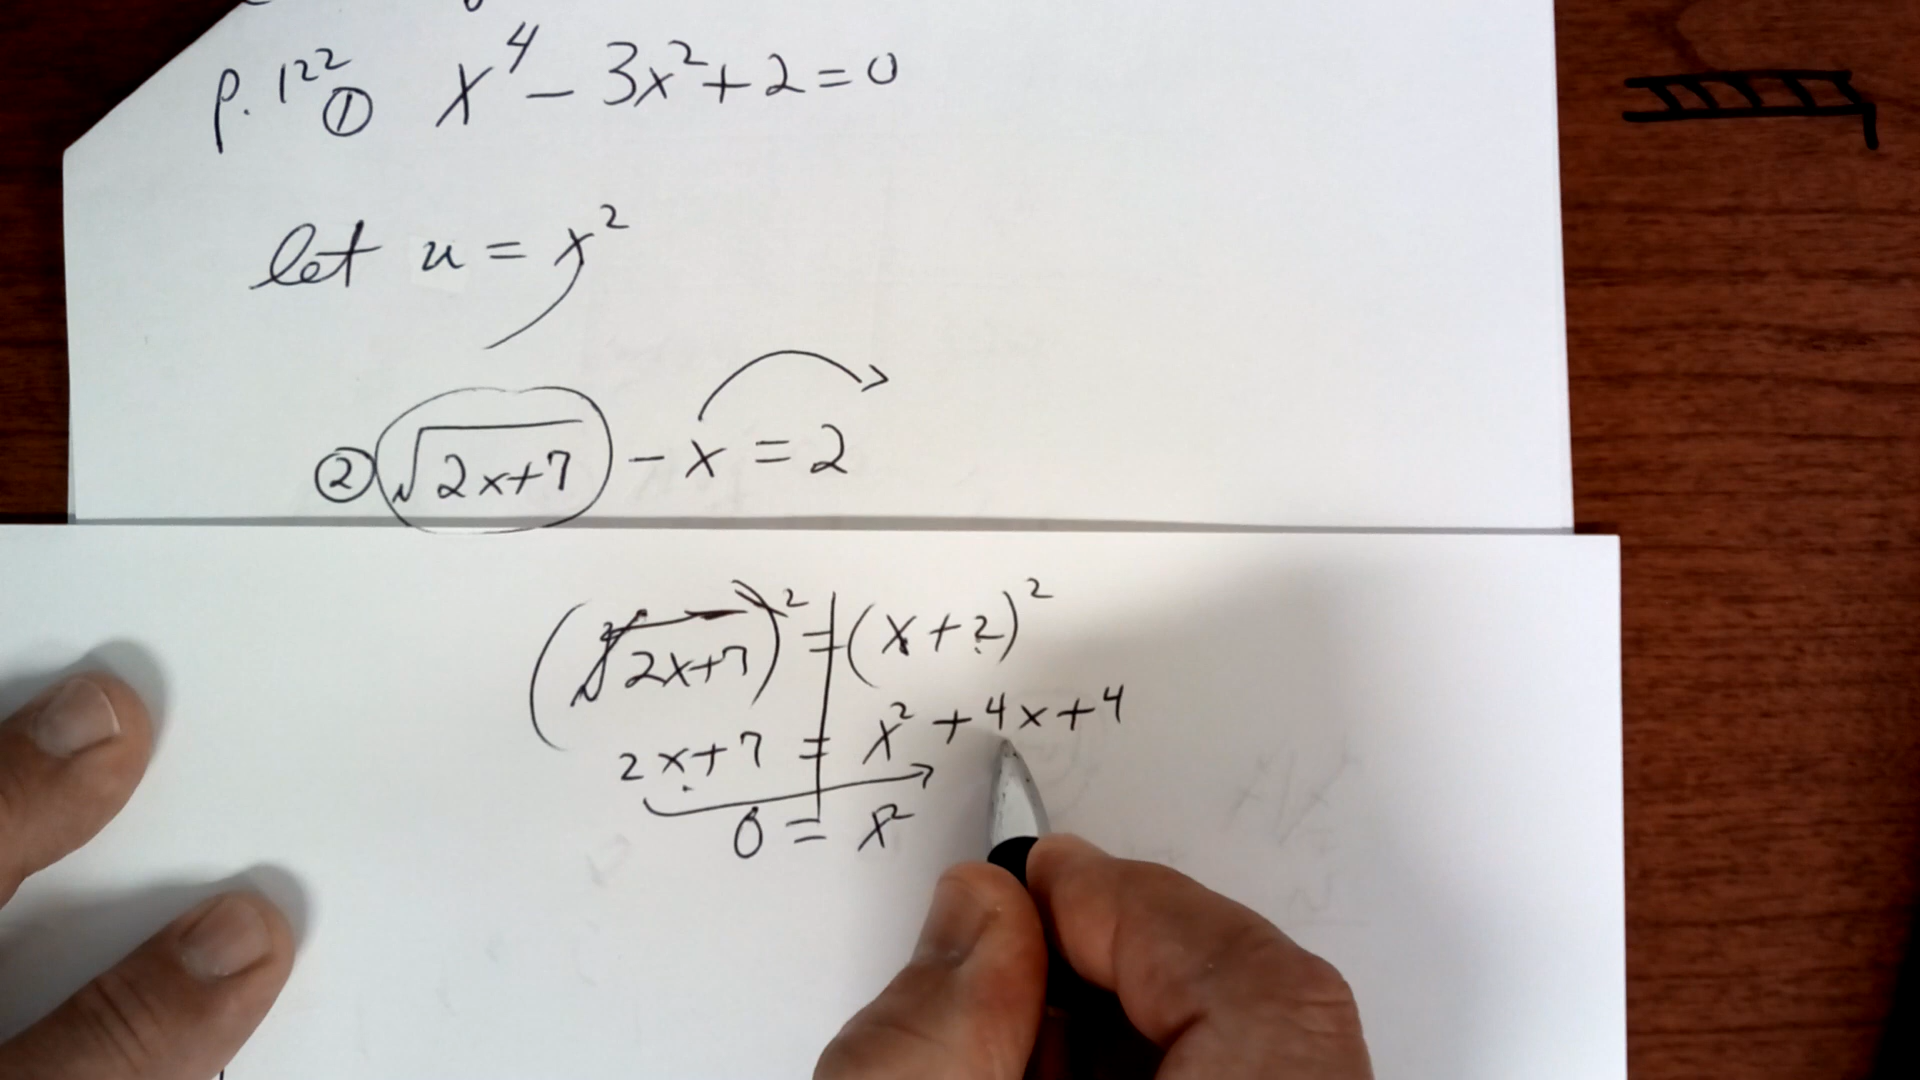 p. 122 ① x⁴ - 3x² + 2 = 0
let u = x²
② √(2x+7) - x = 2
(√2x+7)² = (x+2)²
2x+7 = x² + 4x + 4
0 = x²